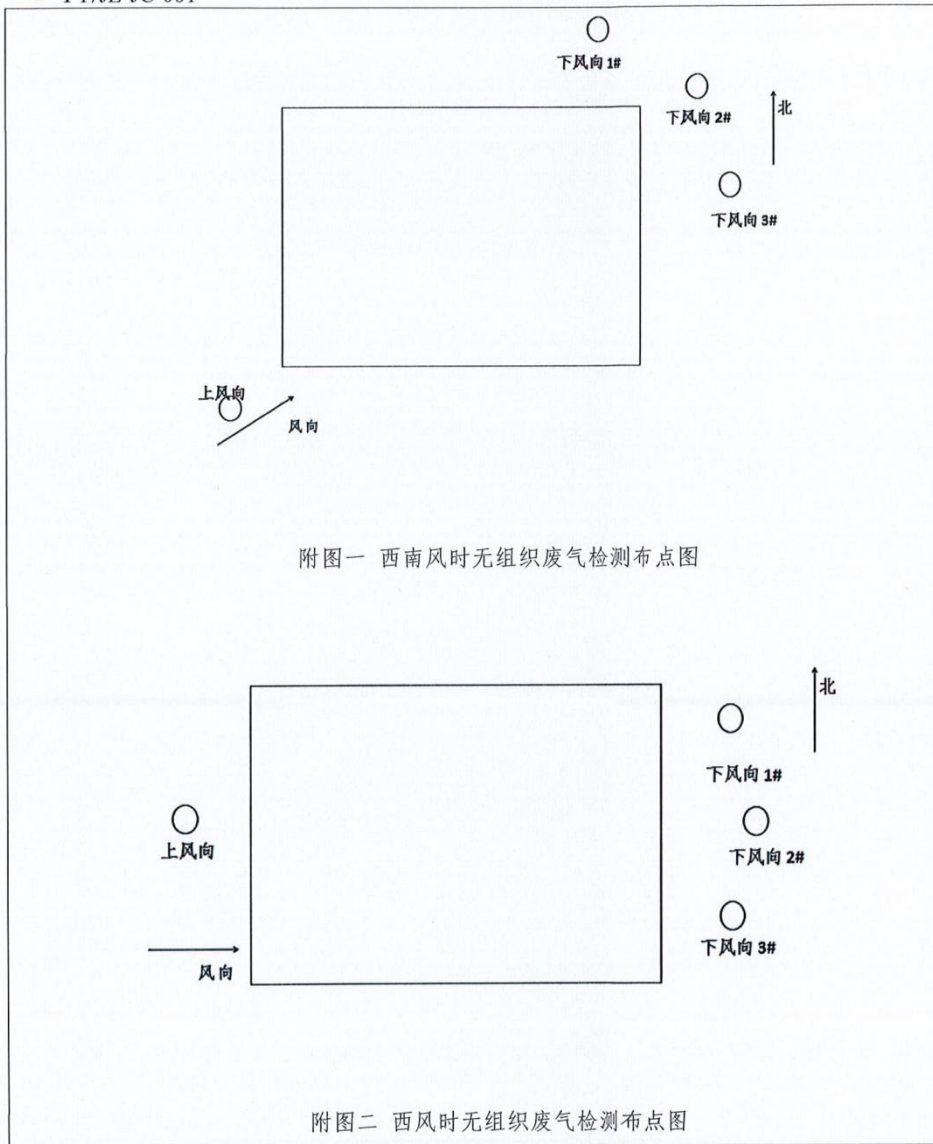 下风向 1#
下风向 2#
北
下风向 3#
上风向
风向
附图一 西南风时无组织废气检测布点图
北
下风向 1#
上风向
下风向 2#
下风向 3#
风向
附图二 西风时无组织废气检测布点图